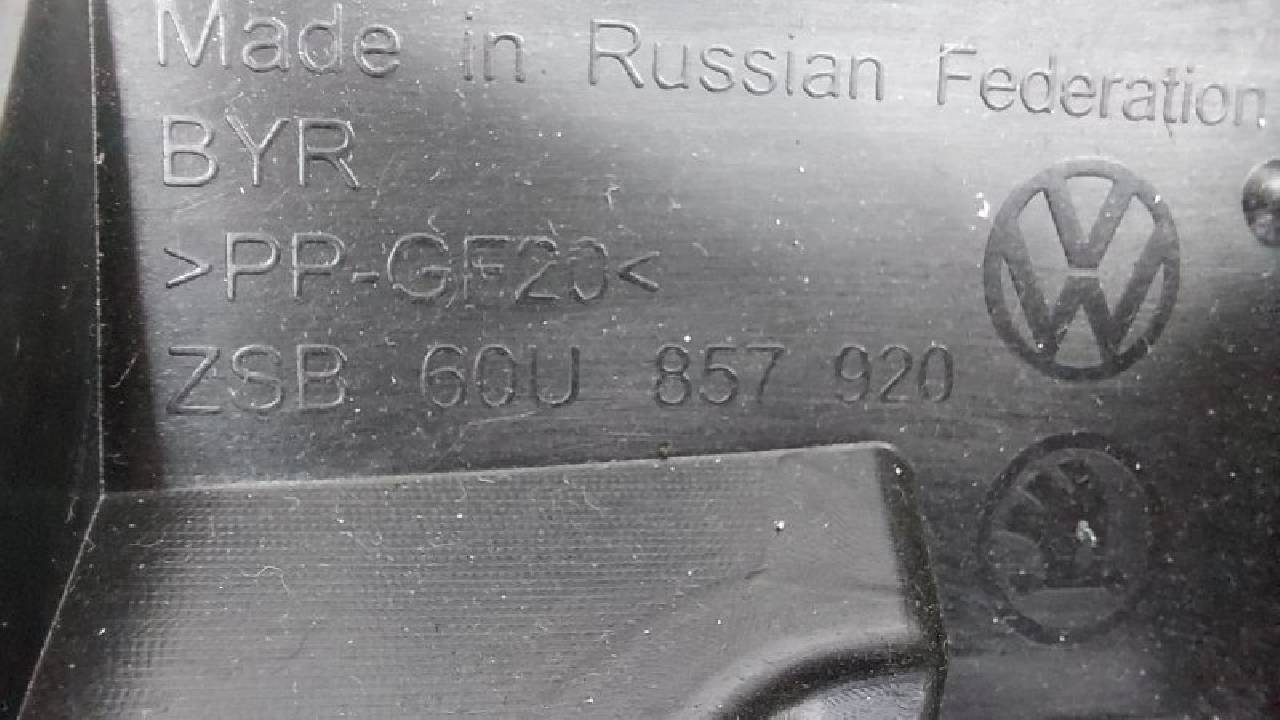 Made in Russian Federation
BYR
>PP-GF20<
ZSB 60U 857 920